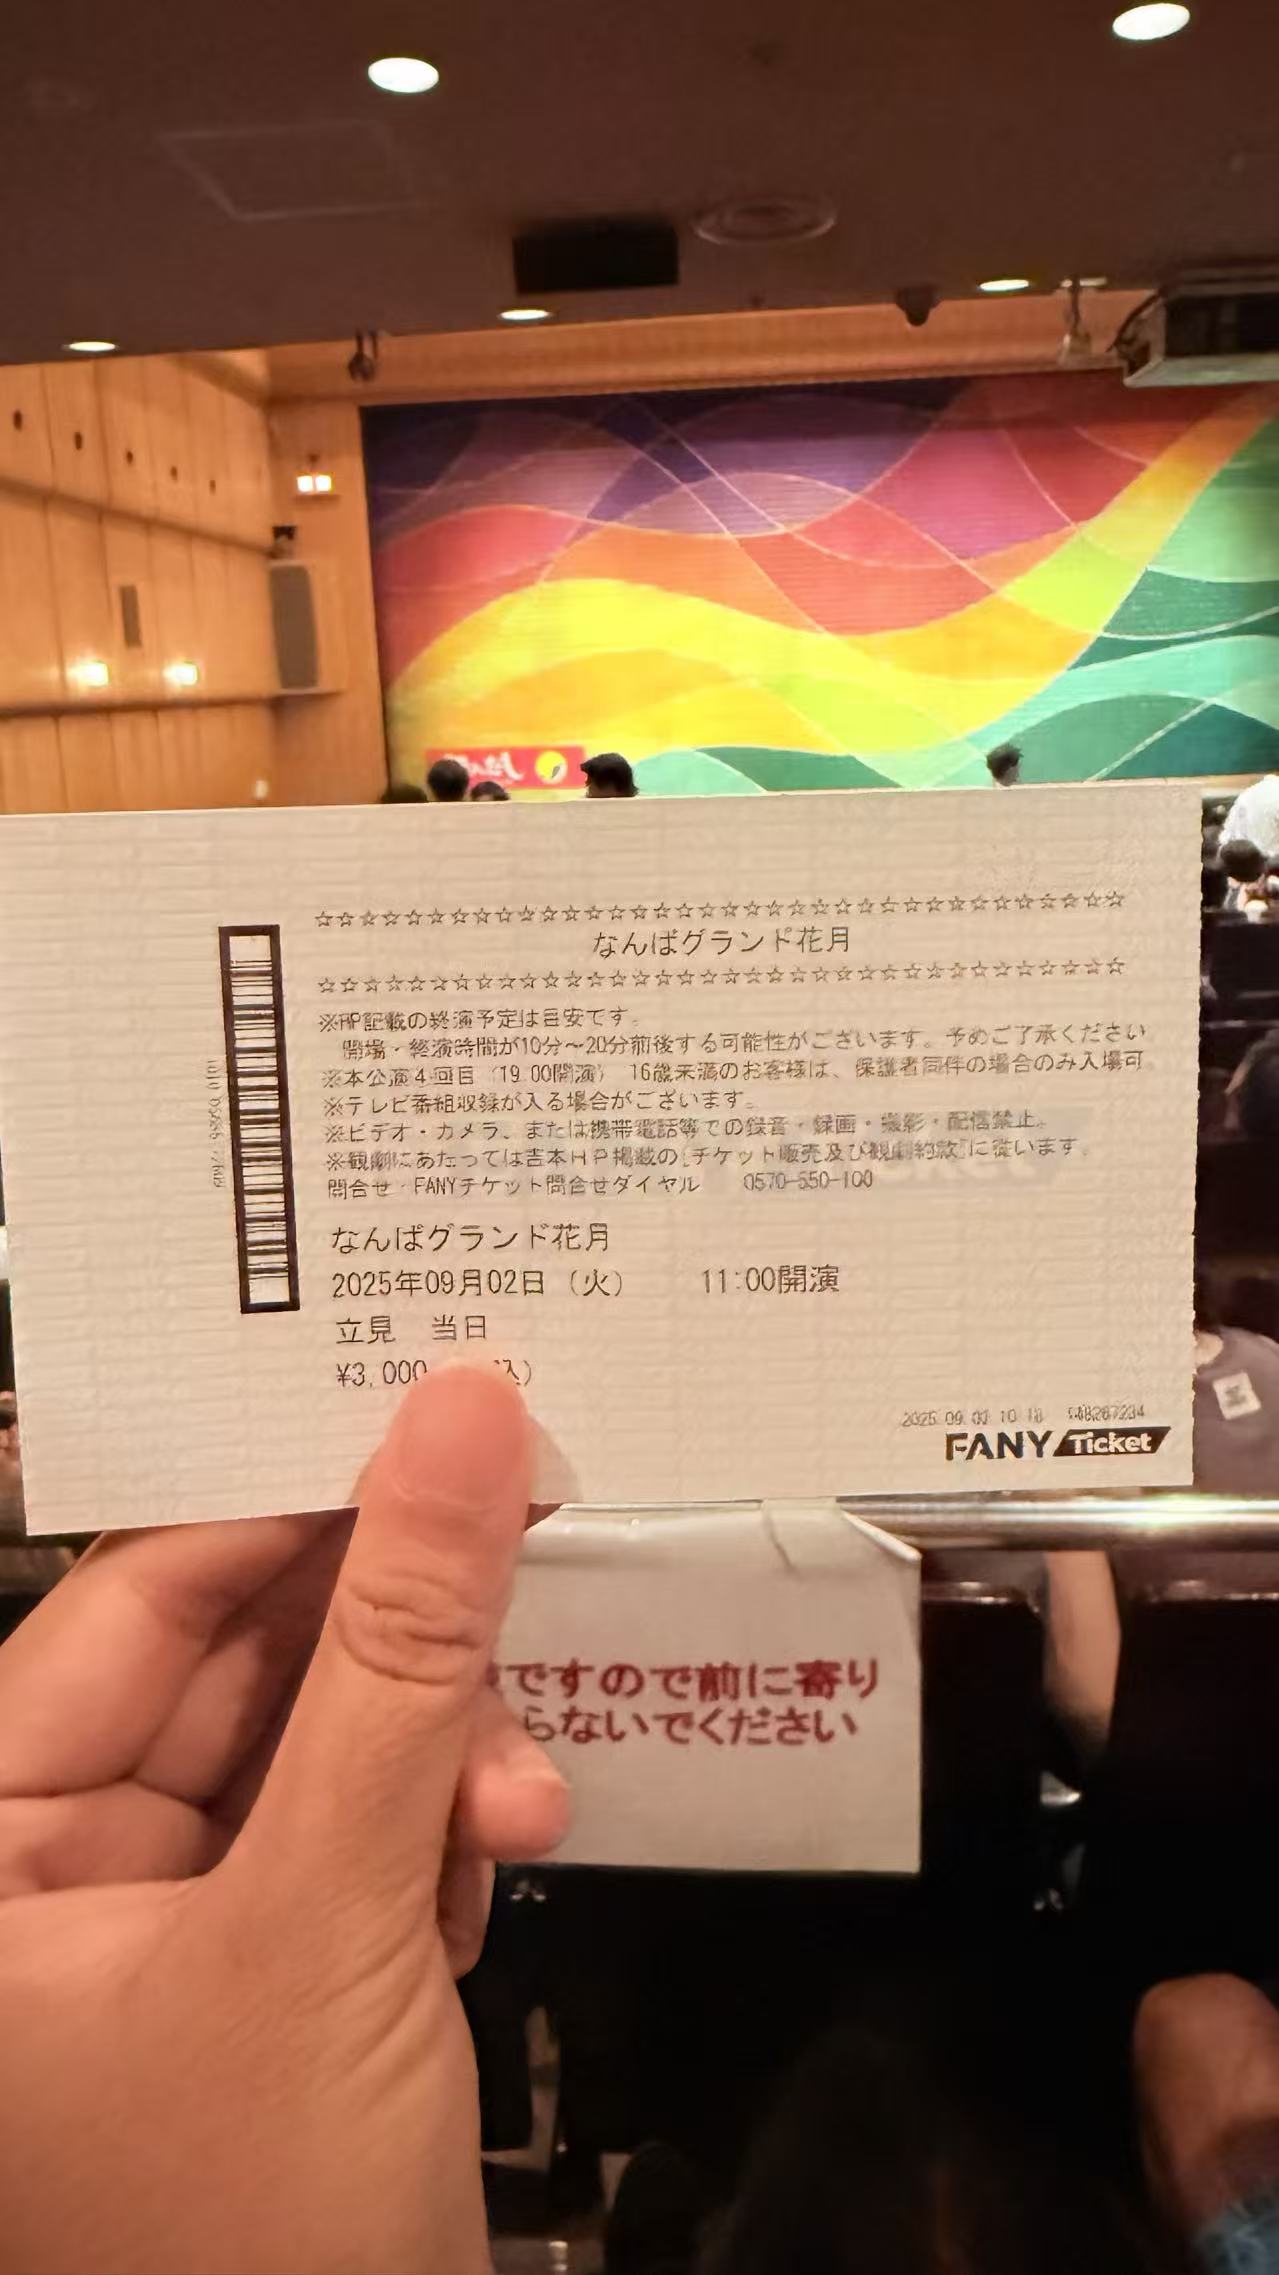 ☆☆☆☆☆☆☆☆☆☆☆☆☆☆☆☆☆☆☆☆☆☆☆☆☆☆☆☆☆☆☆☆☆☆☆☆
なんばグランド花月
☆☆☆☆☆☆☆☆☆☆☆☆☆☆☆☆☆☆☆☆☆☆☆☆☆☆☆☆☆☆☆☆☆☆☆☆
※HP記載の終演予定は目安です。
開場・終演時間が10分～20分前後する可能性がございます。予めご了承ください
※本公演4回目（19:00開演） 16歳未満のお客様は、保護者同伴の場合のみ入場可
※テレビ番組収録が入る場合がございます。
※ビデオ・カメラ、または携帯電話等での録音・録画・撮影・配信禁止。
※観劇にあたっては吉本HP掲載の「チケット販売及び観劇約款」に従います。
問合せ：FANYチケット問合せダイヤル 0570-550-100
なんばグランド花月
2025年09月02日（火） 11:00開演
立見 当日
¥3,000 込)
FANY Ticket
ですので前に寄り
らないでください